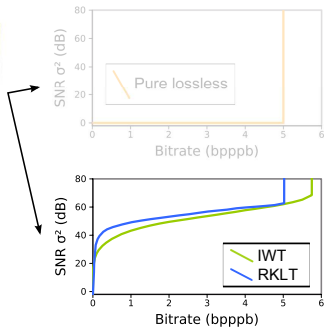 80
60
40
20
0
SNR σ² (dB)
Pure lossless
0 1 2 3 4 5 6
Bitrate (bpppb)
80
60
40
20
0
SNR σ² (dB)
IWT
RKLT
0 1 2 3 4 5 6
Bitrate (bpppb)